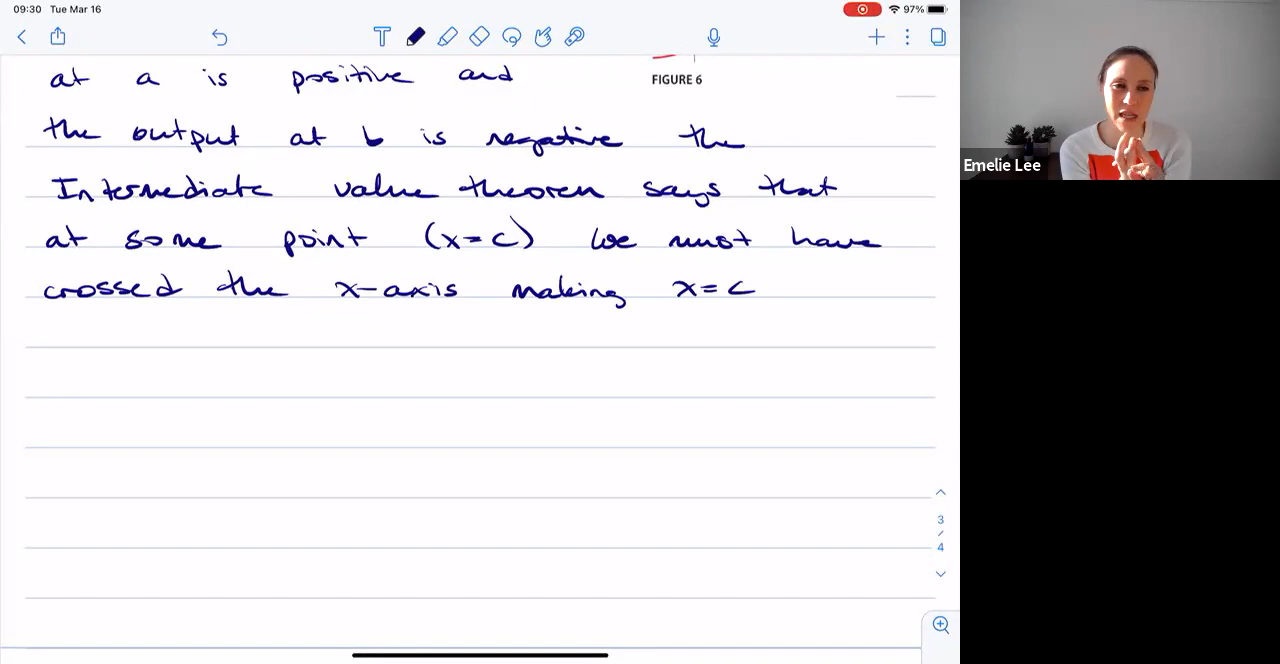 09:30 Tue Mar 16 97%
at a is positive and
FIGURE 6
the output at b is negative the
Intermediate value theorem says that
at some point (x=c) we must have
crossed the x-axis making x=c
Emelie Lee
3
/
4